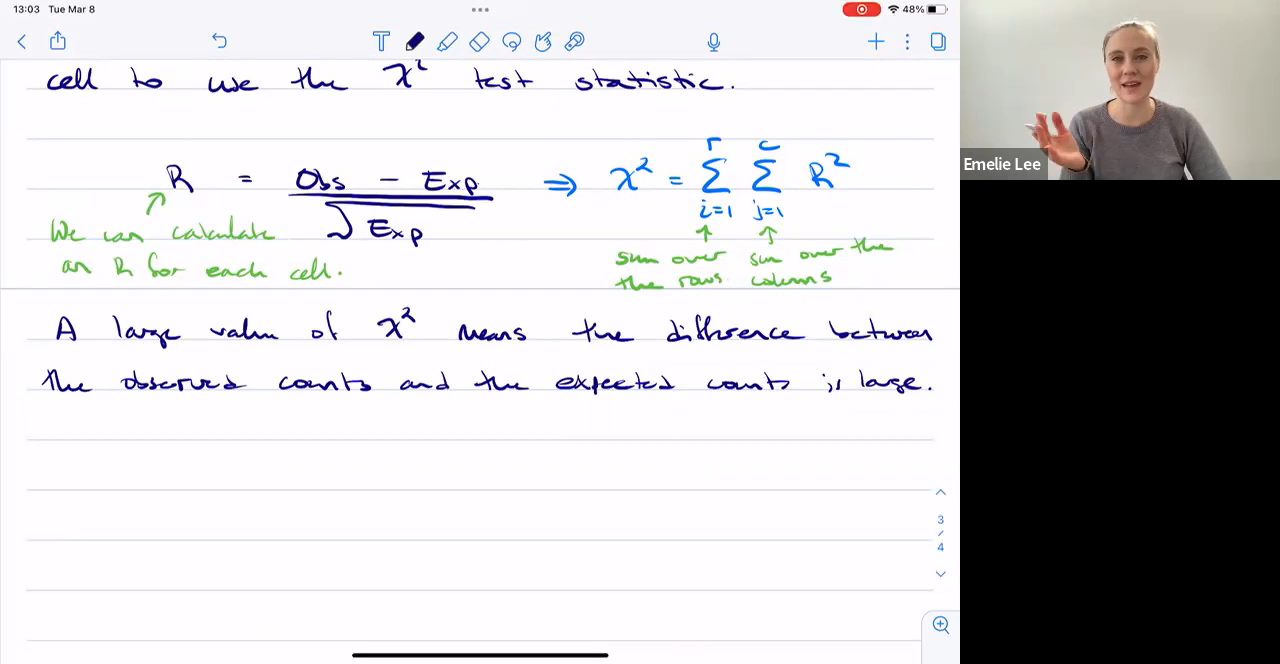 13:03 Tue Mar 8
48%
cell to use the χ² test statistic.
R = Obs - Exp / √Exp ⇒ χ² = Σ_{i=1}^{r} Σ_{j=1}^{c} R²
We can calculate
an R for each cell.
sum over
the rows
sum over the
columns
A large value of χ² means the difference between
the observed counts and the expected counts is large.
3
/
4
Emelie Lee